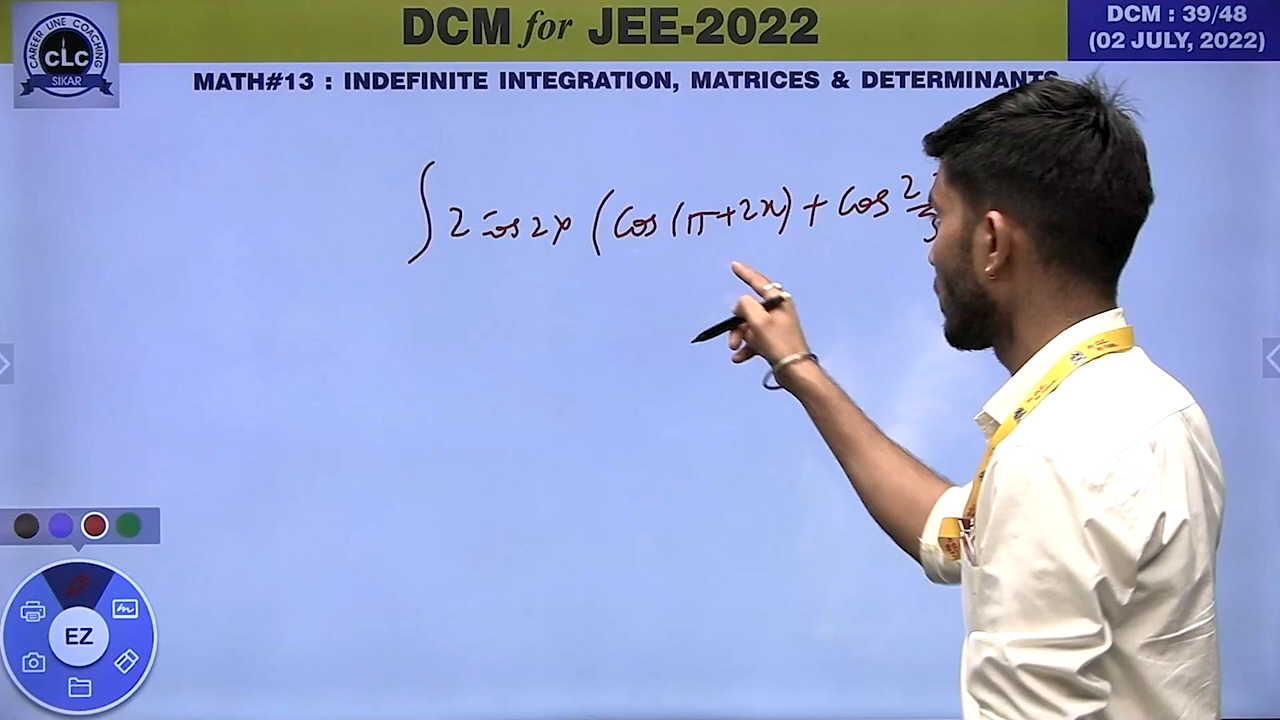 DCM for JEE-2022
DCM : 39/48
(02 JULY, 2022)
CAREER LINE COACHING
CLC
SIKAR
MATH#13 : INDEFINITE INTEGRATION, MATRICES & DETERMINANTS
∫ 2 cos 2x (cos (π+2x) + cos 2
EZ